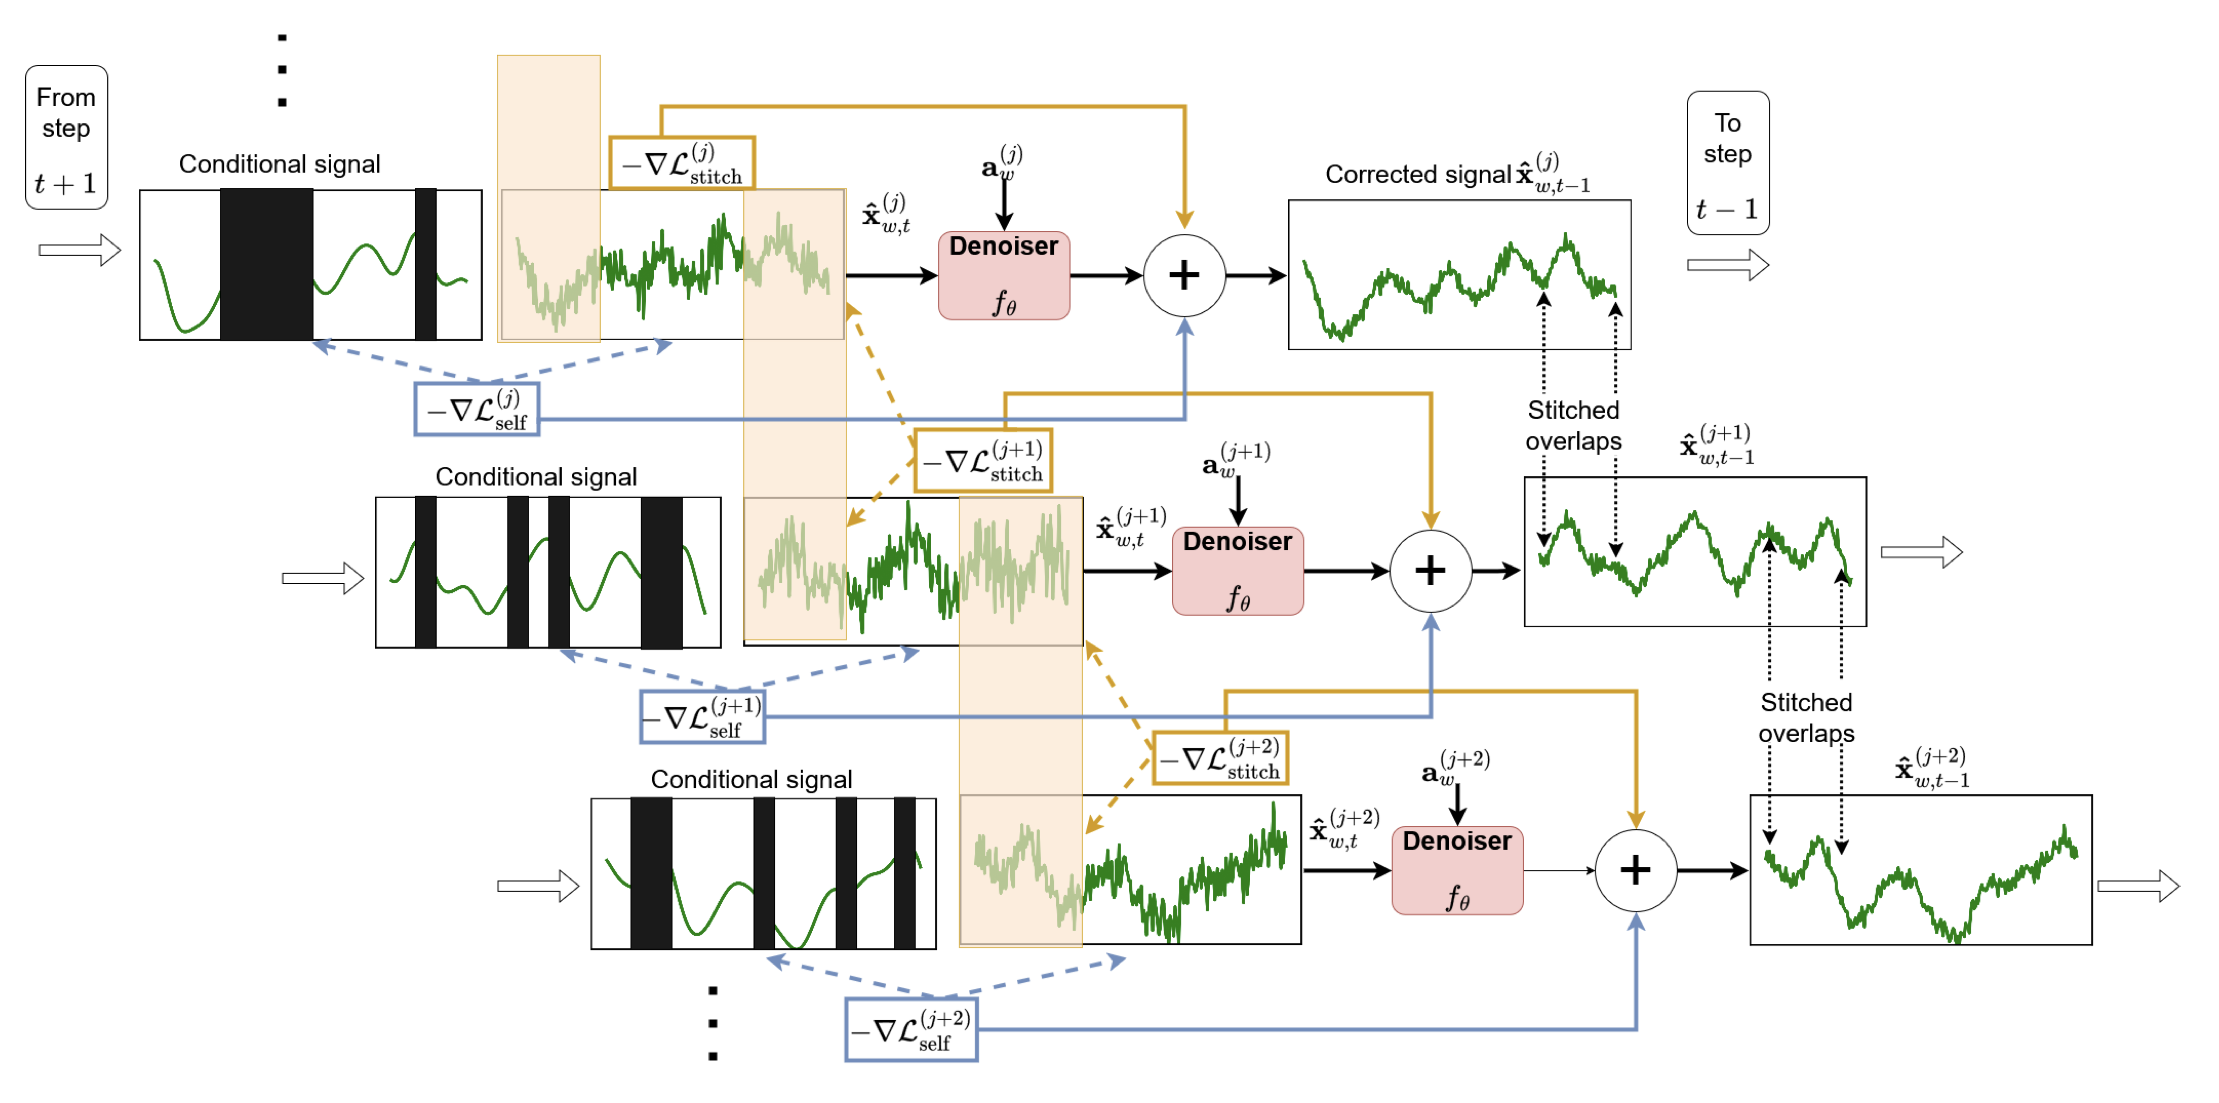 From
step
$t+1$
Conditional signal
$-\nabla\mathcal{L}_{\text{stitch}}^{(j)}$
$\hat{\mathbf{x}}_{w,t}^{(j)}$
$\mathbf{a}_{w}^{(j)}$
Denoiser
$f_\theta$
+
Corrected signal $\hat{\mathbf{x}}_{w,t-1}^{(j)}$
To
step
$t-1$
$-\nabla\mathcal{L}_{\text{self}}^{(j)}$
Stitched
overlaps
Conditional signal
$-\nabla\mathcal{L}_{\text{stitch}}^{(j+1)}$
$\hat{\mathbf{x}}_{w,t}^{(j+1)}$
$\mathbf{a}_{w}^{(j+1)}$
Denoiser
$f_\theta$
+
$\hat{\mathbf{x}}_{w,t-1}^{(j+1)}$
$-\nabla\mathcal{L}_{\text{self}}^{(j+1)}$
Stitched
overlaps
Conditional signal
$-\nabla\mathcal{L}_{\text{stitch}}^{(j+2)}$
$\hat{\mathbf{x}}_{w,t}^{(j+2)}$
$\mathbf{a}_{w}^{(j+2)}$
Denoiser
$f_\theta$
+
$\hat{\mathbf{x}}_{w,t-1}^{(j+2)}$
$-\nabla\mathcal{L}_{\text{self}}^{(j+2)}$